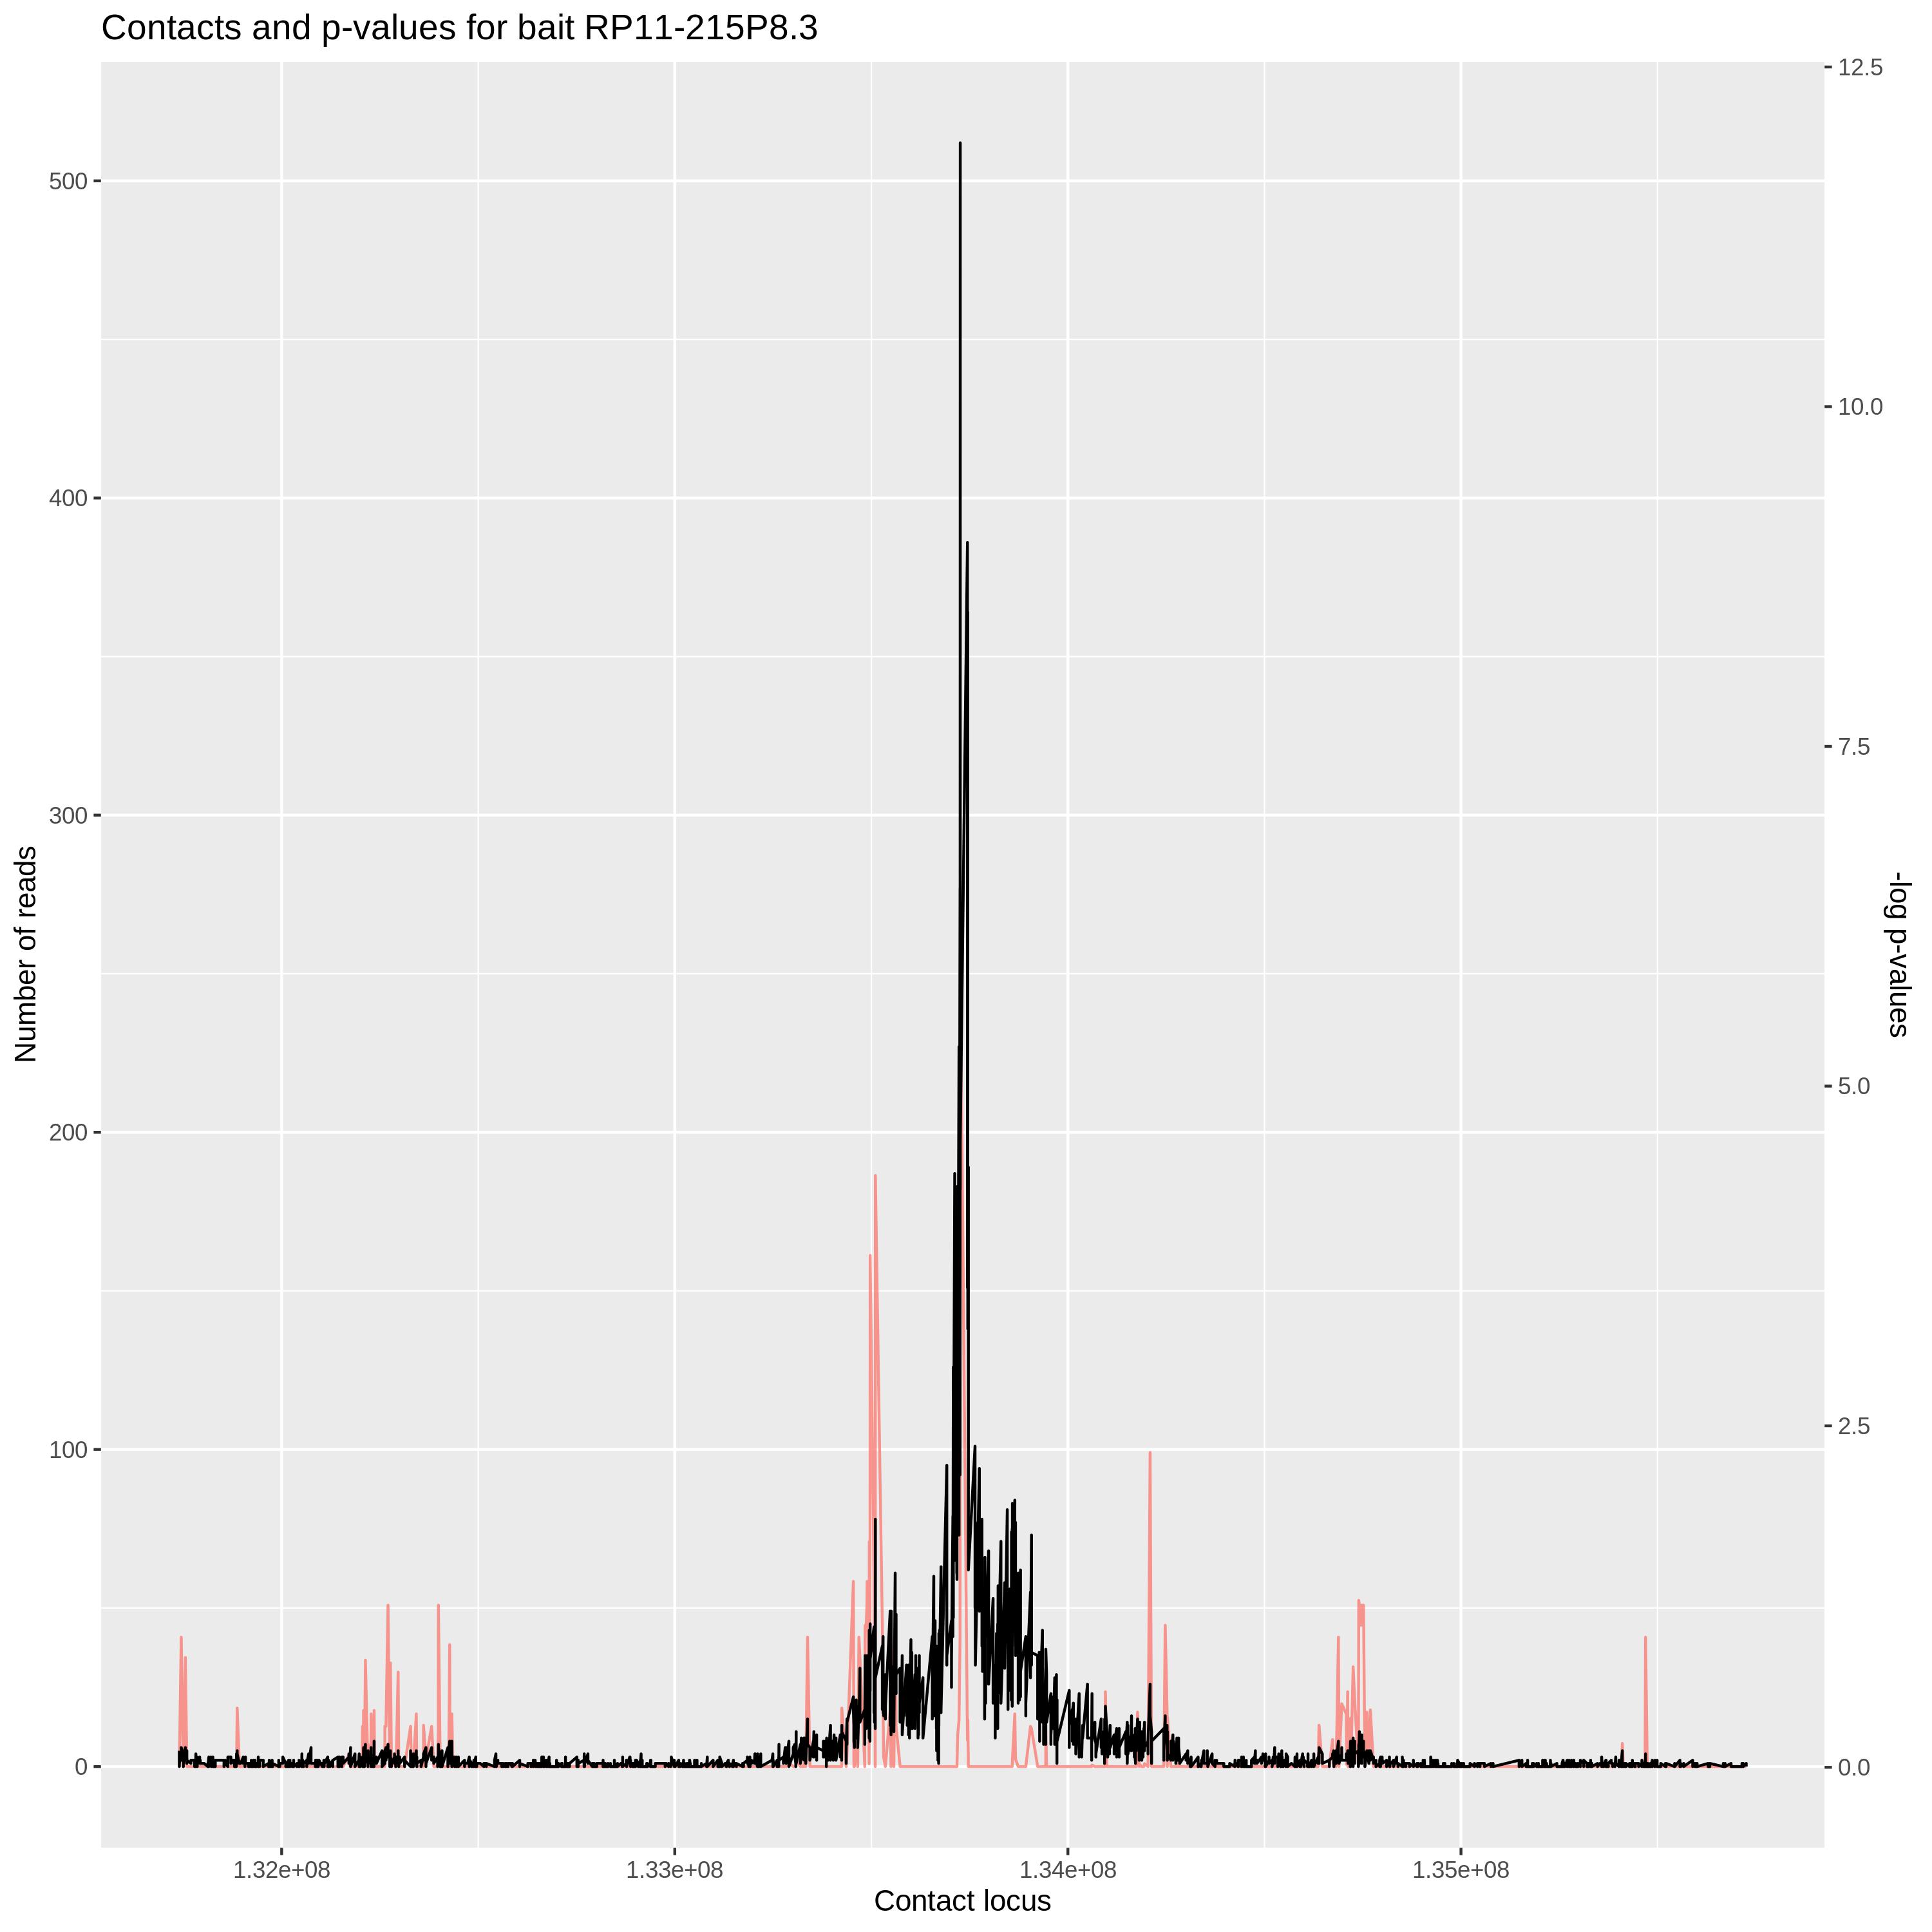 Contacts and p-values for bait RP11-215P8.3
Number of reads
500
400
300
200
100
0
12.5
10.0
7.5
5.0
2.5
0.0
-log p-values
1.32e+08
1.33e+08
1.34e+08
1.35e+08
Contact locus